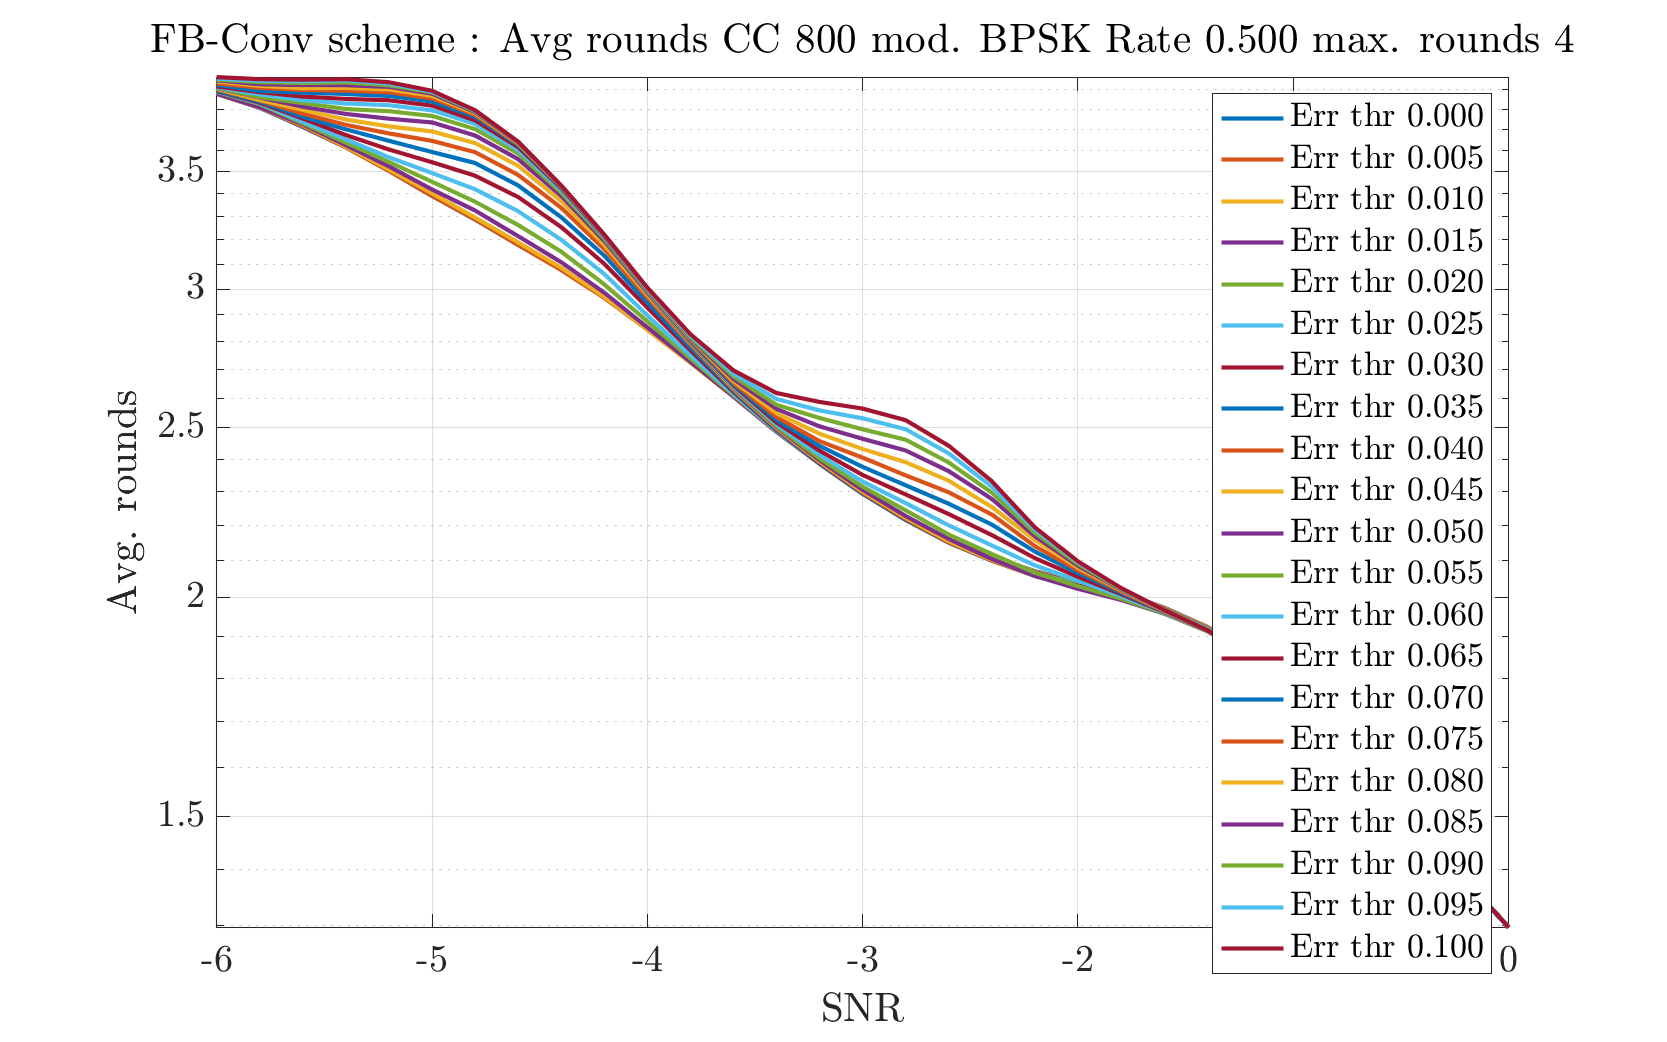 FB-Conv scheme : Avg rounds CC 800 mod. BPSK Rate 0.500 max. rounds 4
Avg. rounds
3.5
3
2.5
2
1.5
-6
-5
-4
-3
-2
0
SNR
Err thr 0.000
Err thr 0.005
Err thr 0.010
Err thr 0.015
Err thr 0.020
Err thr 0.025
Err thr 0.030
Err thr 0.035
Err thr 0.040
Err thr 0.045
Err thr 0.050
Err thr 0.055
Err thr 0.060
Err thr 0.065
Err thr 0.070
Err thr 0.075
Err thr 0.080
Err thr 0.085
Err thr 0.090
Err thr 0.095
Err thr 0.100